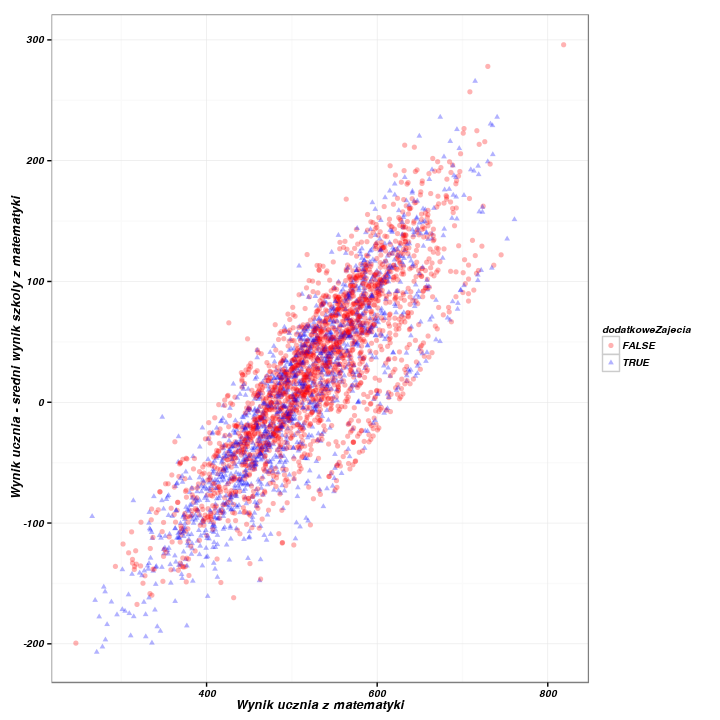 300
200
100
0
-100
-200
Wynik ucznia - sredni wynik szkoly z matematyki
400
600
800
Wynik ucznia z matematyki
dodatkoweZajecia
FALSE
TRUE